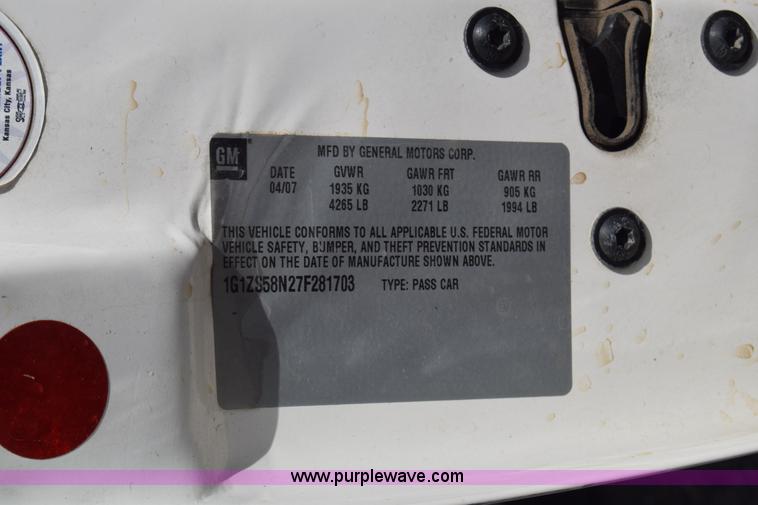 Kansas City, Kansas
GM
MFD BY GENERAL MOTORS CORP.
DATE GVWR GAWR FRT GAWR RR
04/07 1935 KG 1030 KG 905 KG
4265 LB 2271 LB 1994 LB
THIS VEHICLE CONFORMS TO ALL APPLICABLE U.S. FEDERAL MOTOR
VEHICLE SAFETY, BUMPER, AND THEFT PREVENTION STANDARDS IN
EFFECT ON THE DATE OF MANUFACTURE SHOWN ABOVE.
1G1ZS58N27F281703 TYPE: PASS CAR
www.purplewave.com